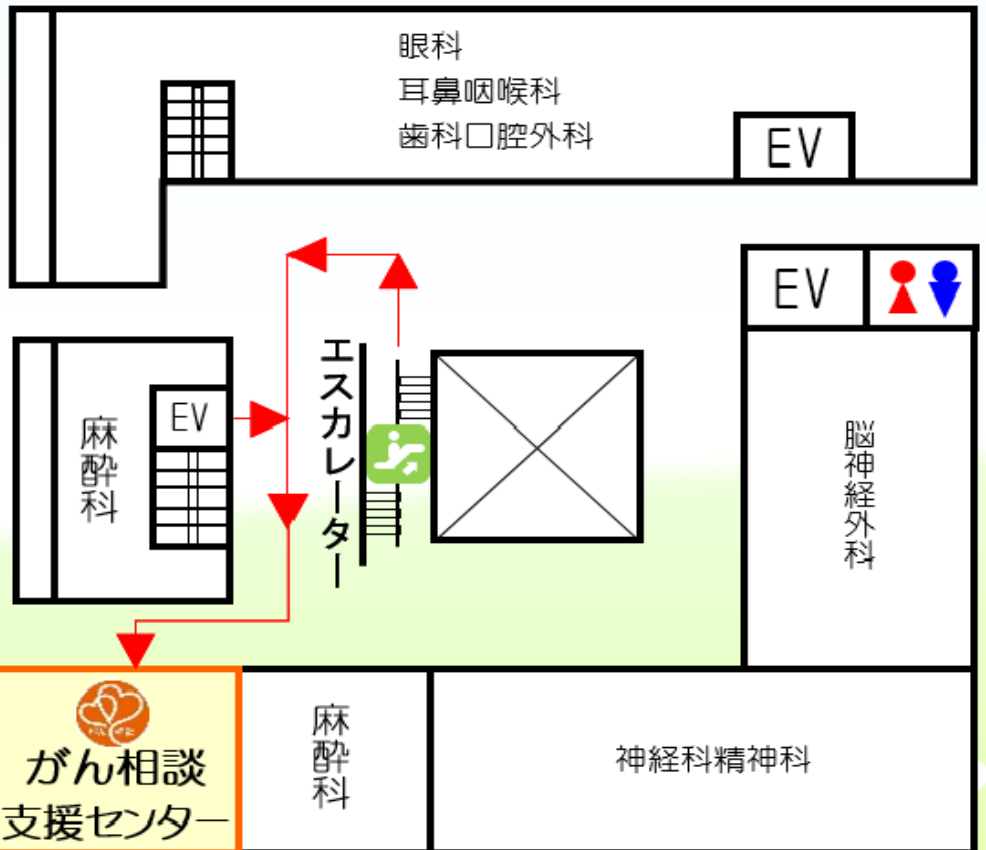 眼科
耳鼻咽喉科
歯科口腔外科
EV
EV
エスカレーター
麻酔科
EV
脳神経外科
がん相談
支援センター
麻酔科
神経科精神科